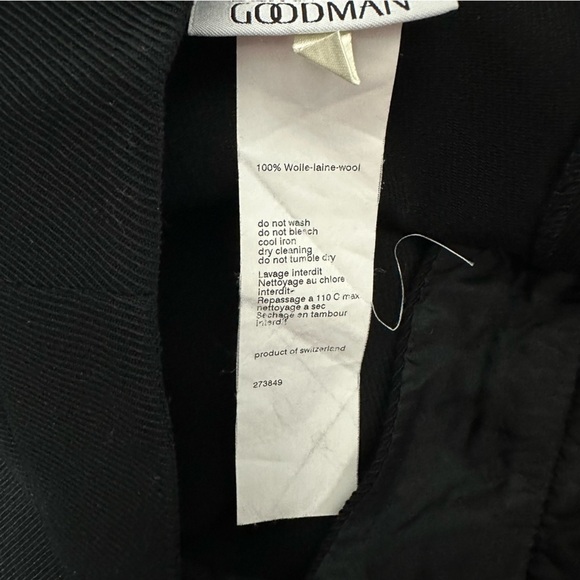 GOODMAN
100% Wolle-laine-wool
do not wash
do not bleach
cool iron
dry cleaning
do not tumble dry
Lavage interdit
Nettoyage au chlore
interdit
Repassage a 110 C max
nettoyage a sec
Sechage en tambour
interdit
product of switzerland
273849